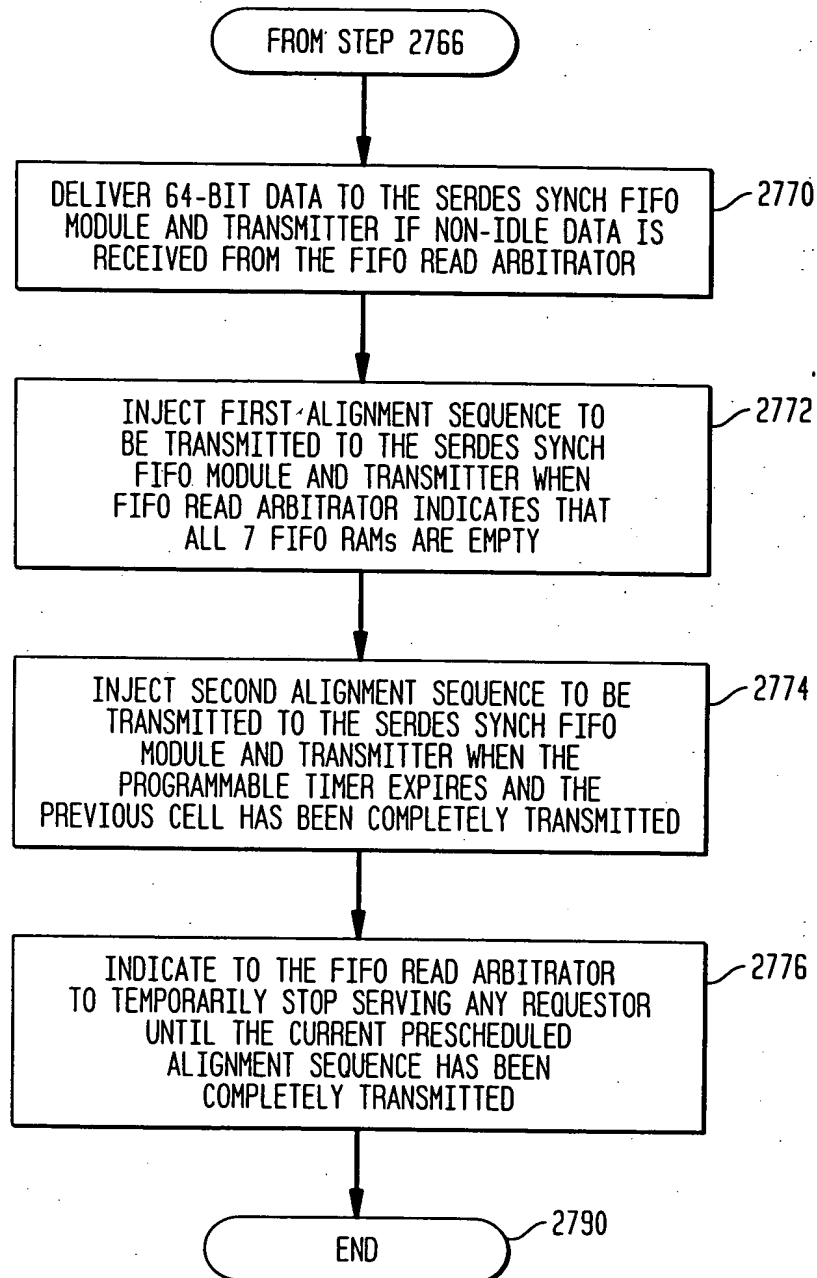 FROM STEP 2766
DELIVER 64-BIT DATA TO THE SERDES SYNCH FIFO
MODULE AND TRANSMITTER IF NON-IDLE DATA IS
RECEIVED FROM THE FIFO READ ARBITRATOR
2770
INJECT FIRST ALIGNMENT SEQUENCE TO
BE TRANSMITTED TO THE SERDES SYNCH
FIFO MODULE AND TRANSMITTER WHEN
FIFO READ ARBITRATOR INDICATES THAT
ALL 7 FIFO RAMs ARE EMPTY
2772
INJECT SECOND ALIGNMENT SEQUENCE TO BE
TRANSMITTED TO THE SERDES SYNCH FIFO
MODULE AND TRANSMITTER WHEN THE
PROGRAMMABLE TIMER EXPIRES AND THE
PREVIOUS CELL HAS BEEN COMPLETELY TRANSMITTED
2774
INDICATE TO THE FIFO READ ARBITRATOR
TO TEMPORARILY STOP SERVING ANY REQUESTOR
UNTIL THE CURRENT PRESCHEDULED
ALIGNMENT SEQUENCE HAS BEEN
COMPLETELY TRANSMITTED
2776
END
2790